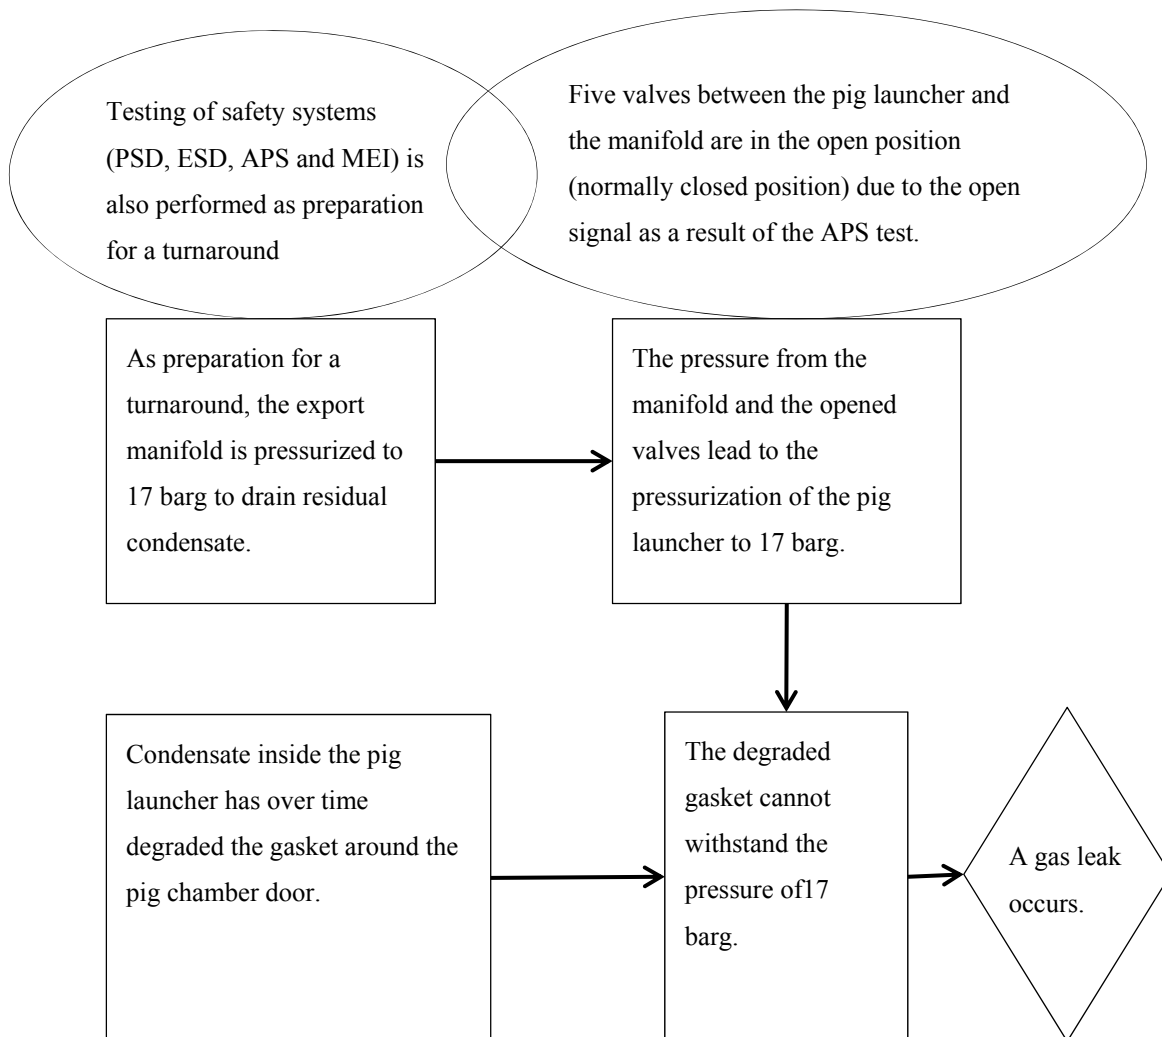 Testing of safety systems
(PSD, ESD, APS and MEI) is
also performed as preparation
for a turnaround
Five valves between the pig launcher and
the manifold are in the open position
(normally closed position) due to the open
signal as a result of the APS test.
As preparation for a
turnaround, the export
manifold is pressurized to
17 barg to drain residual
condensate.
The pressure from the
manifold and the opened
valves lead to the
pressurization of the pig
launcher to 17 barg.
Condensate inside the pig
launcher has over time
degraded the gasket around the
pig chamber door.
The degraded
gasket cannot
withstand the
pressure of17
barg.
A gas leak
occurs.